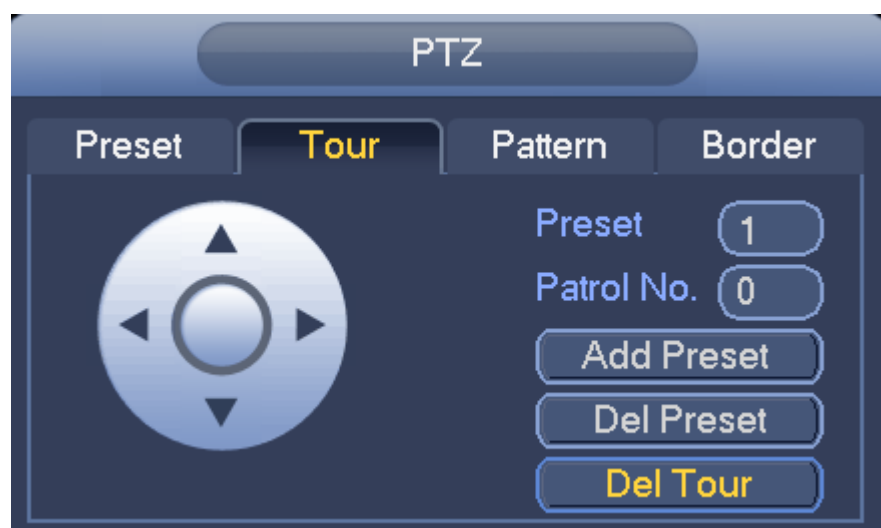 PTZ
Preset Tour Pattern Border
Preset 1
Patrol No. 0
Add Preset
Del Preset
Del Tour